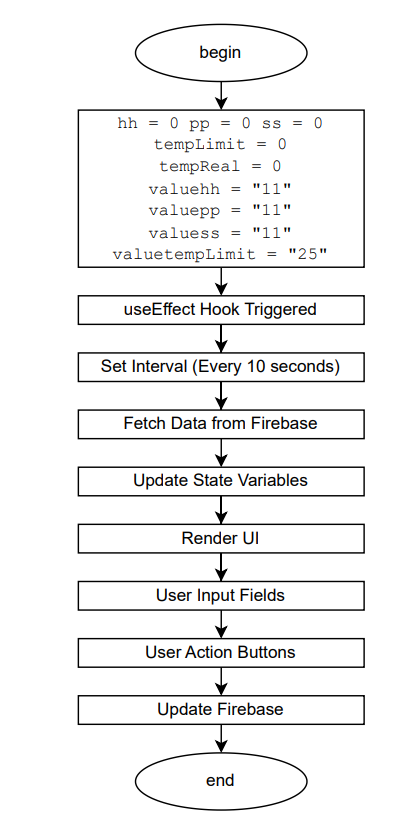 begin
hh = 0 pp = 0 ss = 0
tempLimit = 0
tempReal = 0
valuehh = "11"
valuepp = "11"
valuess = "11"
valuetempLimit = "25"
useEffect Hook Triggered
Set Interval (Every 10 seconds)
Fetch Data from Firebase
Update State Variables
Render UI
User Input Fields
User Action Buttons
Update Firebase
end